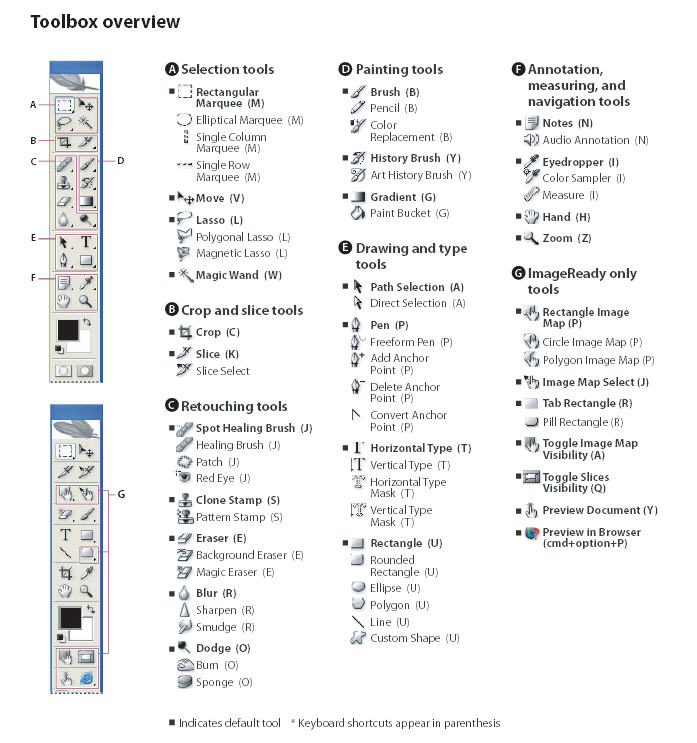 Toolbox overview
A
B
C
D
E
F
G
A Selection tools
Rectangular
Marquee (M)
Elliptical Marquee (M)
Single Column
Marquee (M)
Single Row
Marquee (M)
Move (V)
Lasso (L)
Polygonal Lasso (L)
Magnetic Lasso (L)
Magic Wand (W)
B Crop and slice tools
Crop (C)
Slice (K)
Slice Select
C Retouching tools
Spot Healing Brush (J)
Healing Brush (J)
Patch (J)
Red Eye (J)
Clone Stamp (S)
Pattern Stamp (S)
Eraser (E)
Background Eraser (E)
Magic Eraser (E)
Blur (R)
Sharpen (R)
Smudge (R)
Dodge (O)
Burn (O)
Sponge (O)
D Painting tools
Brush (B)
Pencil (B)
Color
Replacement (B)
History Brush (Y)
Art History Brush (Y)
Gradient (G)
Paint Bucket (G)
E Drawing and type
tools
Path Selection (A)
Direct Selection (A)
Pen (P)
Freeform Pen (P)
Add Anchor
Point (P)
Delete Anchor
Point (P)
Convert Anchor
Point (P)
Horizontal Type (T)
Vertical Type (T)
Horizontal Type
Mask (T)
Vertical Type
Mask (T)
Rectangle (U)
Rounded
Rectangle (U)
Ellipse (U)
Polygon (U)
Line (U)
Custom Shape (U)
F Annotation,
measuring, and
navigation tools
Notes (N)
Audio Annotation (N)
Eyedropper (I)
Color Sampler (I)
Measure (I)
Hand (H)
Zoom (Z)
G ImageReady only
tools
Rectangle Image
Map (P)
Circle Image Map (P)
Polygon Image Map (P)
Image Map Select (J)
Tab Rectangle (R)
Pill Rectangle (R)
Toggle Image Map
Visibility (A)
Toggle Slices
Visibility (Q)
Preview Document (Y)
Preview in Browser
(cmd+option+P)
■ Indicates default tool * Keyboard shortcuts appear in parenthesis